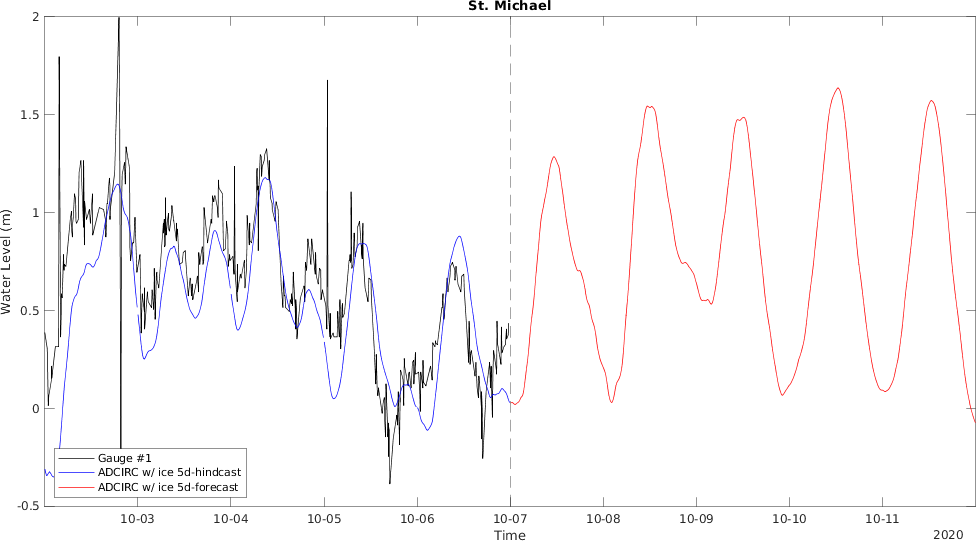 St. Michael
2
1.5
1
0.5
0
-0.5
Water Level (m)
Gauge #1
ADCIRC w/ ice 5d-hindcast
ADCIRC w/ ice 5d-forecast
10-03 10-04 10-05 10-06 10-07 10-08 10-09 10-10 10-11
Time
2020